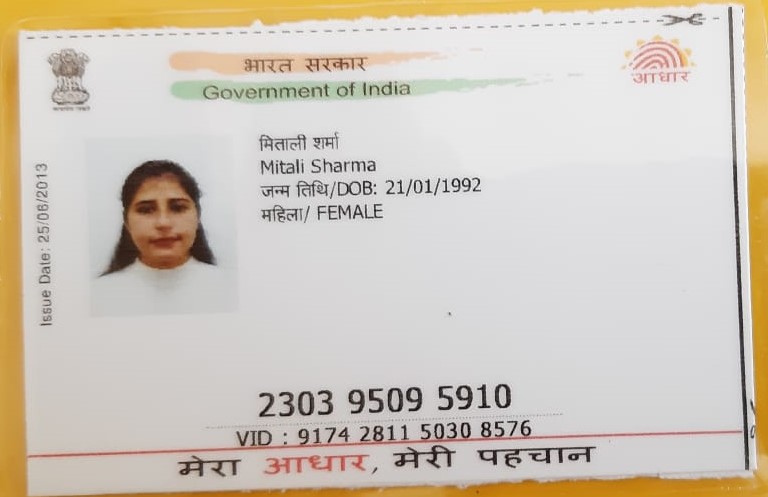 भारत सरकार
Government of India
आधार
Issue Date: 25/06/2013
मिताली शर्मा
Mitali Sharma
जन्म तिथि/DOB: 21/01/1992
महिला/ FEMALE
2303 9509 5910
VID : 9174 2811 5030 8576
मेरा आधार, मेरी पहचान